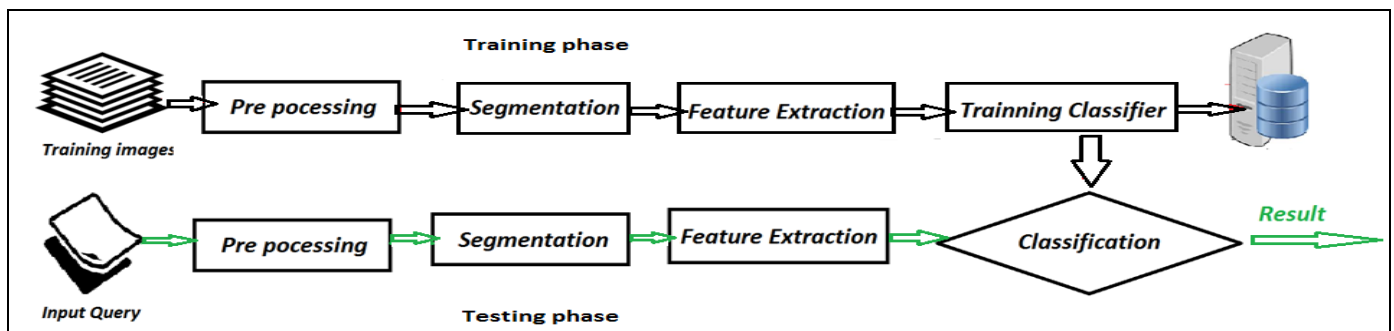 Training phase
Pre pocessing
Segmentation
Feature Extraction
Trainning Classifier
Training images
Pre pocessing
Segmentation
Feature Extraction
Classification
Result
Input Query
Testing phase